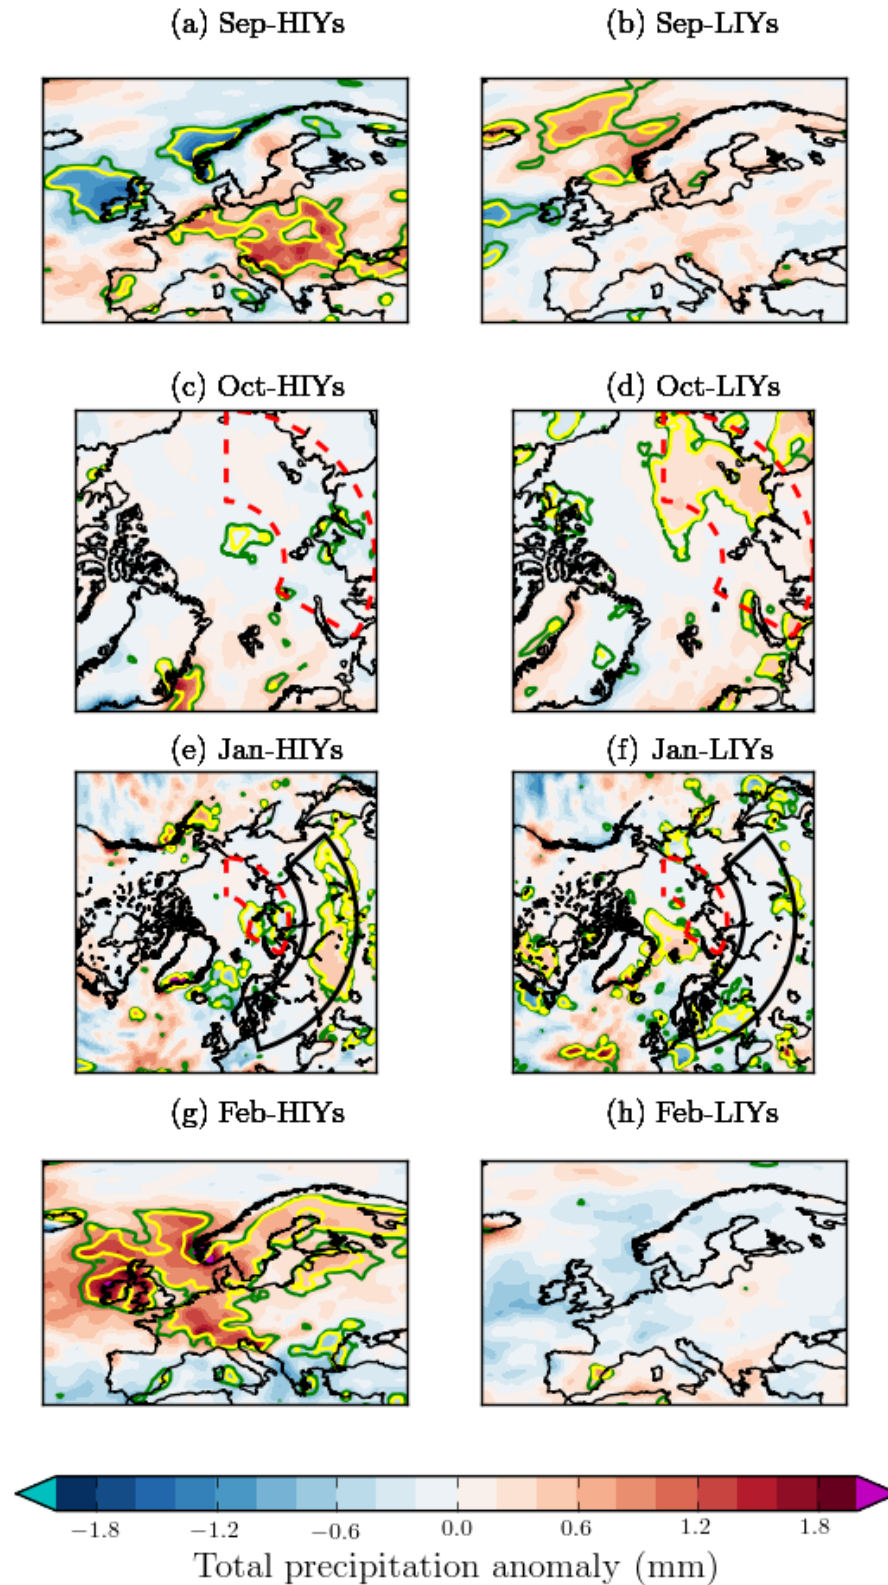 (a) Sep-HIYs
(b) Sep-LIYs
(c) Oct-HIYs
(d) Oct-LIYs
(e) Jan-HIYs
(f) Jan-LIYs
(g) Feb-HIYs
(h) Feb-LIYs
−1.8 −1.2 −0.6 0.0 0.6 1.2 1.8
Total precipitation anomaly (mm)